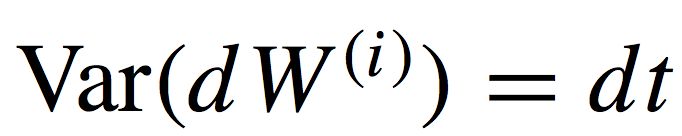 Var(dW⁽ⁱ⁾) = dt